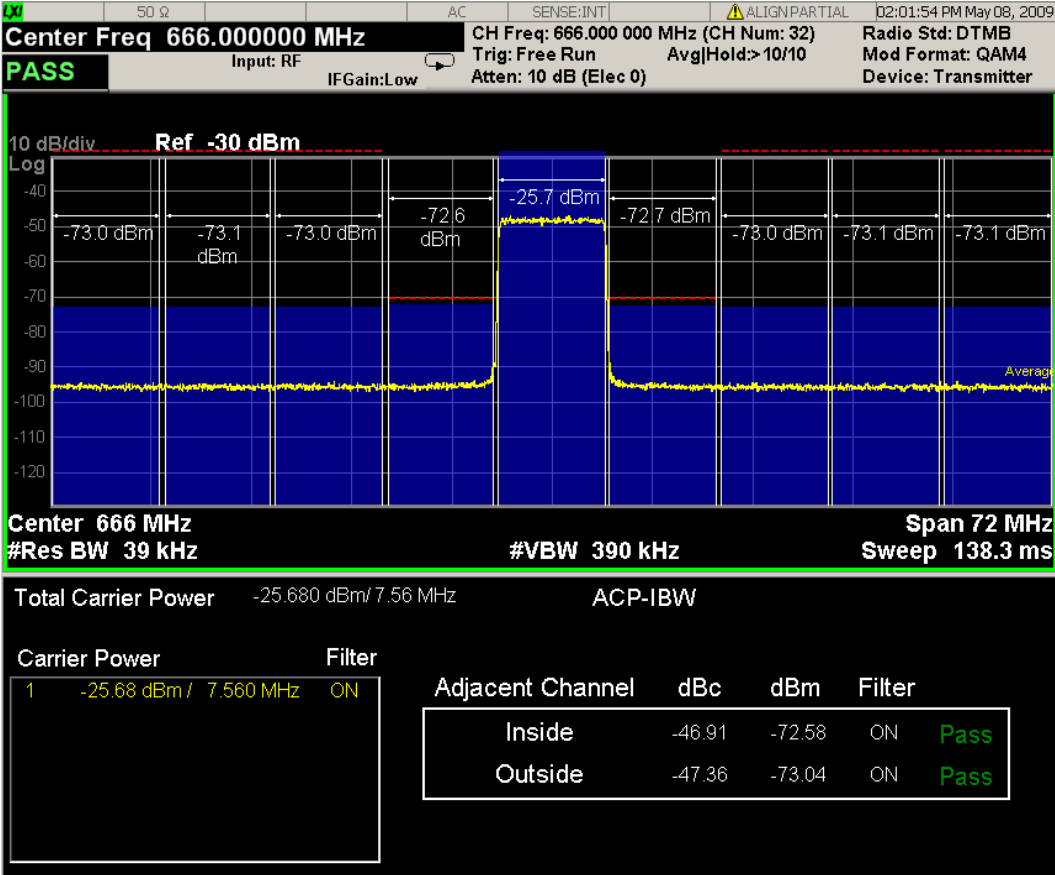 LXI 50 Ω AC SENSE:INT ALIGNPARTIAL 02:01:54 PM May 08, 2009
Center Freq 666.000000 MHz
CH Freq: 666.000 000 MHz (CH Num: 32) Radio Std: DTMB
Input: RF Trig: Free Run Avg|Hold:>10/10 Mod Format: QAM4
PASS IFGain:Low Atten: 10 dB (Elec 0) Device: Transmitter
10 dB/div Ref -30 dBm
Log
-40
-50
-60
-70
-80
-90
-100
-110
-120
-73.0 dBm
-73.1
dBm
-73.0 dBm
-72.6
dBm
-25.7 dBm
-72.7 dBm
-73.0 dBm
-73.1 dBm
-73.1 dBm
Average
Center 666 MHz Span 72 MHz
#Res BW 39 kHz #VBW 390 kHz Sweep 138.3 ms
Total Carrier Power -25.680 dBm/ 7.56 MHz ACP-IBW
Carrier Power Filter
1 -25.68 dBm / 7.560 MHz ON
Adjacent Channel dBc dBm Filter
Inside -46.91 -72.58 ON Pass
Outside -47.36 -73.04 ON Pass